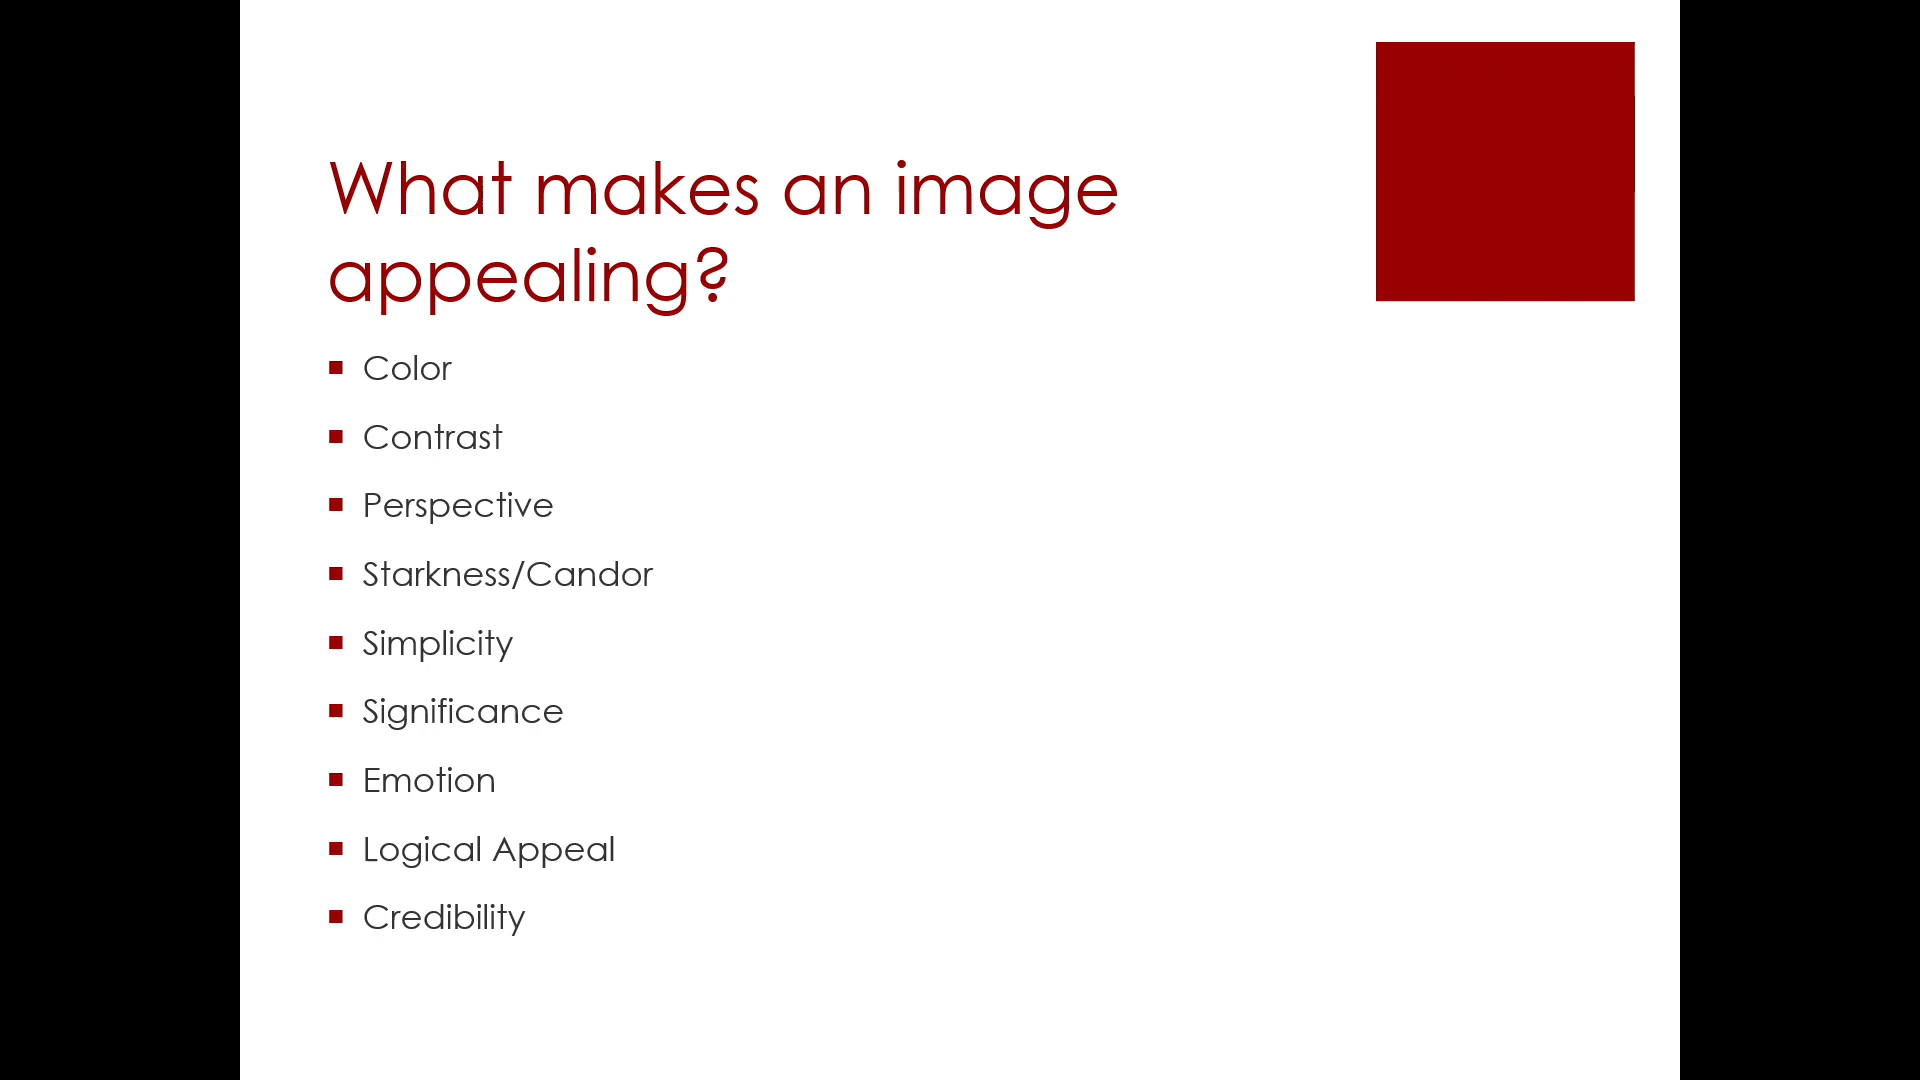 What makes an image
appealing?
Color
Contrast
Perspective
Starkness/Candor
Simplicity
Significance
Emotion
Logical Appeal
Credibility